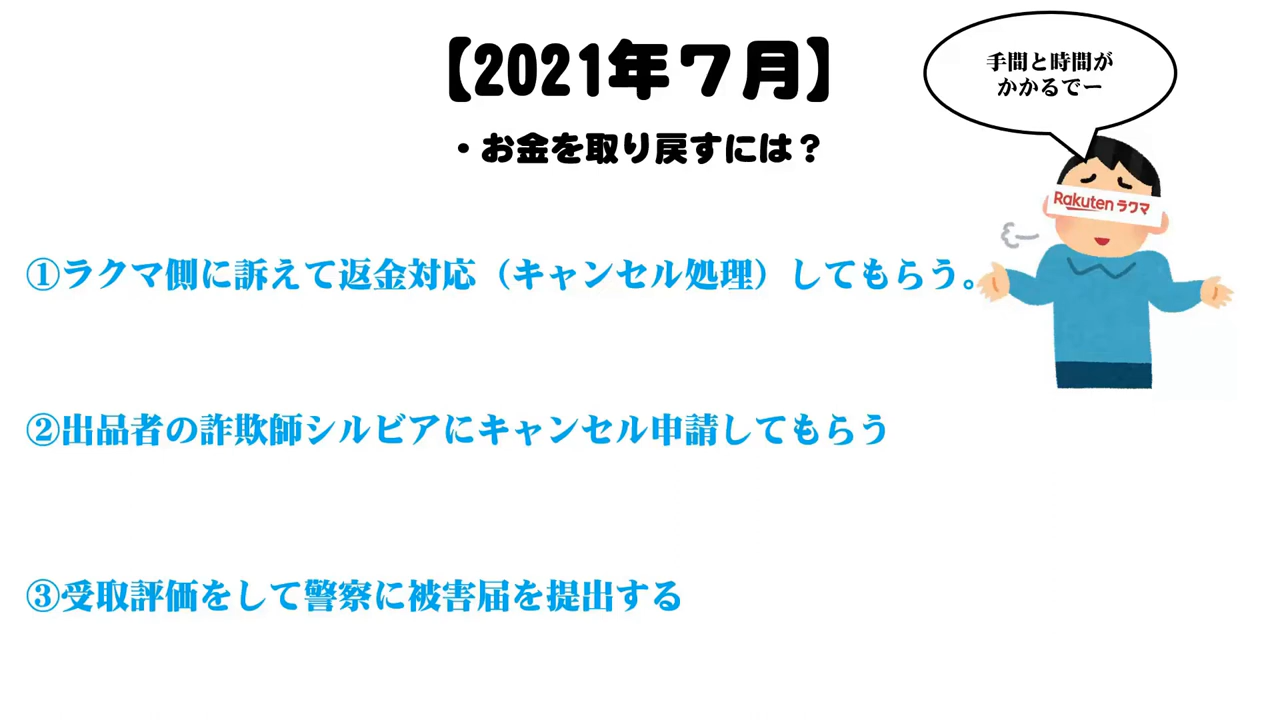 【2021年７月】
・お金を取り戻すには？
手間と時間が
かかるでー
Rakuten ラクマ
①ラクマ側に訴えて返金対応（キャンセル処理）してもらう。
②出品者の詐欺師シルビアにキャンセル申請してもらう
③受取評価をして警察に被害届を提出する